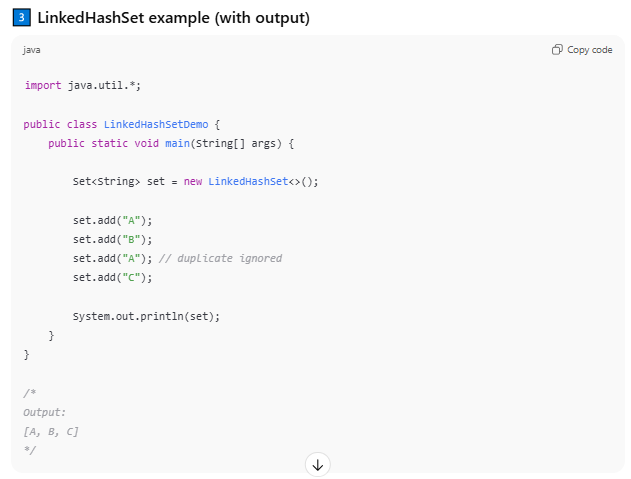 3 LinkedHashSet example (with output)
java
Copy code
import java.util.*;
public class LinkedHashSetDemo {
    public static void main(String[] args) {
        Set<String> set = new LinkedHashSet<>();
        set.add("A");
        set.add("B");
        set.add("A"); // duplicate ignored
        set.add("C");
        System.out.println(set);
    }
}
/*
Output:
[A, B, C]
*/